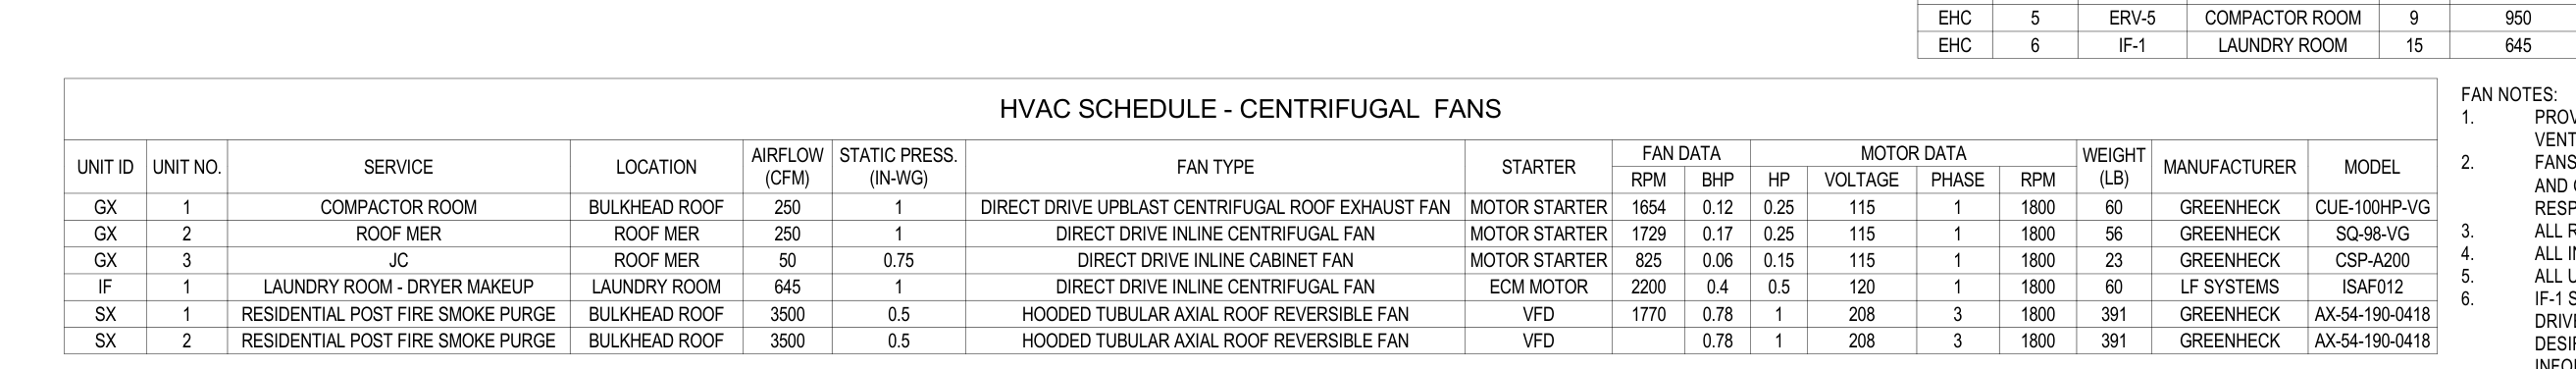 EHC 5 ERV-5 COMPACTOR ROOM 9 950
EHC 6 IF-1 LAUNDRY ROOM 15 645
HVAC SCHEDULE - CENTRIFUGAL FANS
UNIT ID UNIT NO. SERVICE LOCATION AIRFLOW (CFM) STATIC PRESS. (IN-WG) FAN TYPE STARTER FAN DATA MOTOR DATA WEIGHT (LB) MANUFACTURER MODEL
RPM BHP HP VOLTAGE PHASE RPM
GX 1 COMPACTOR ROOM BULKHEAD ROOF 250 1 DIRECT DRIVE UPBLAST CENTRIFUGAL ROOF EXHAUST FAN MOTOR STARTER 1654 0.12 0.25 115 1 1800 60 GREENHECK CUE-100HP-VG
GX 2 ROOF MER ROOF MER 250 1 DIRECT DRIVE INLINE CENTRIFUGAL FAN MOTOR STARTER 1729 0.17 0.25 115 1 1800 56 GREENHECK SQ-98-VG
GX 3 JC ROOF MER 50 0.75 DIRECT DRIVE INLINE CABINET FAN MOTOR STARTER 825 0.06 0.15 115 1 1800 23 GREENHECK CSP-A200
IF 1 LAUNDRY ROOM - DRYER MAKEUP LAUNDRY ROOM 645 1 DIRECT DRIVE INLINE CENTRIFUGAL FAN ECM MOTOR 2200 0.4 0.5 120 1 1800 60 LF SYSTEMS ISAF012
SX 1 RESIDENTIAL POST FIRE SMOKE PURGE BULKHEAD ROOF 3500 0.5 HOODED TUBULAR AXIAL ROOF REVERSIBLE FAN VFD 1770 0.78 1 208 3 1800 391 GREENHECK AX-54-190-0418
SX 2 RESIDENTIAL POST FIRE SMOKE PURGE BULKHEAD ROOF 3500 0.5 HOODED TUBULAR AXIAL ROOF REVERSIBLE FAN VFD 0.78 1 208 3 1800 391 GREENHECK AX-54-190-0418
FAN NOTES:
1. PROV
VENT
2. FANS
AND
RESP
3. ALL
4. ALL
5. ALL
6. IF-1
DRIVE